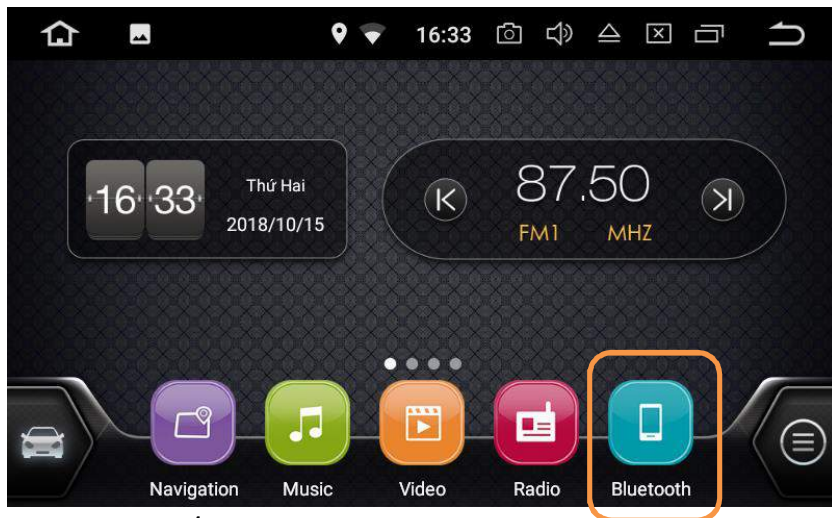 16:33
16 33
Thứ Hai
2018/10/15
87.50
FM1 MHZ
Navigation Music Video Radio Bluetooth